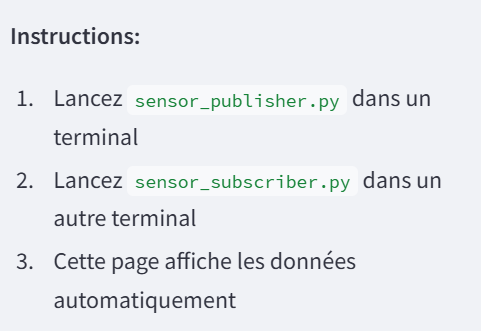 Instructions:
1. Lancez sensor_publisher.py dans un
terminal
2. Lancez sensor_subscriber.py dans un
autre terminal
3. Cette page affiche les données
automatiquement